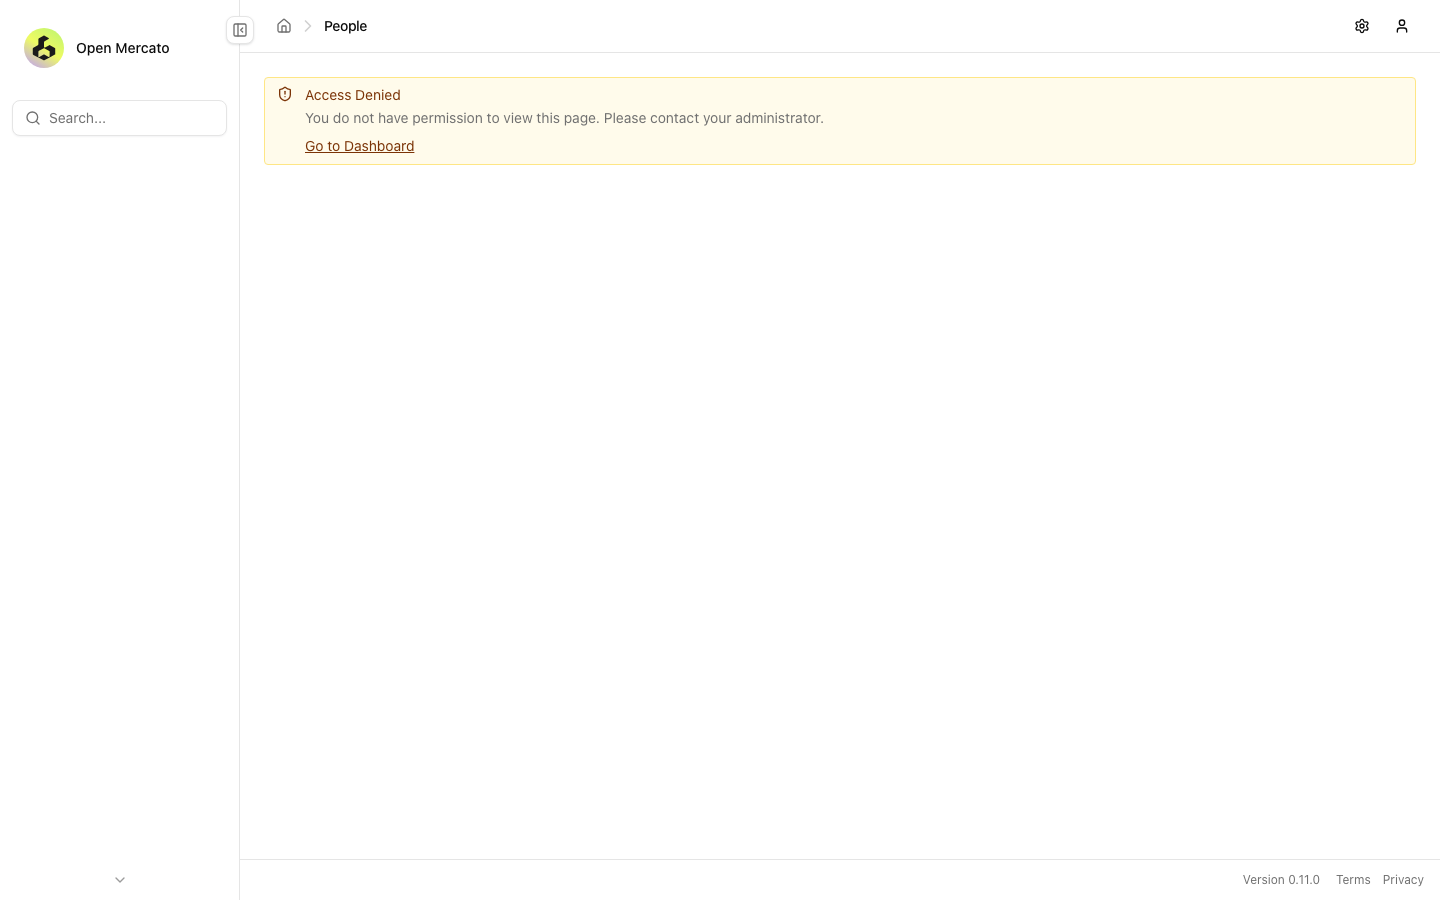 Open Mercato
Search...
People
Access Denied
You do not have permission to view this page. Please contact your administrator.
Go to Dashboard
Version 0.11.0
Terms
Privacy